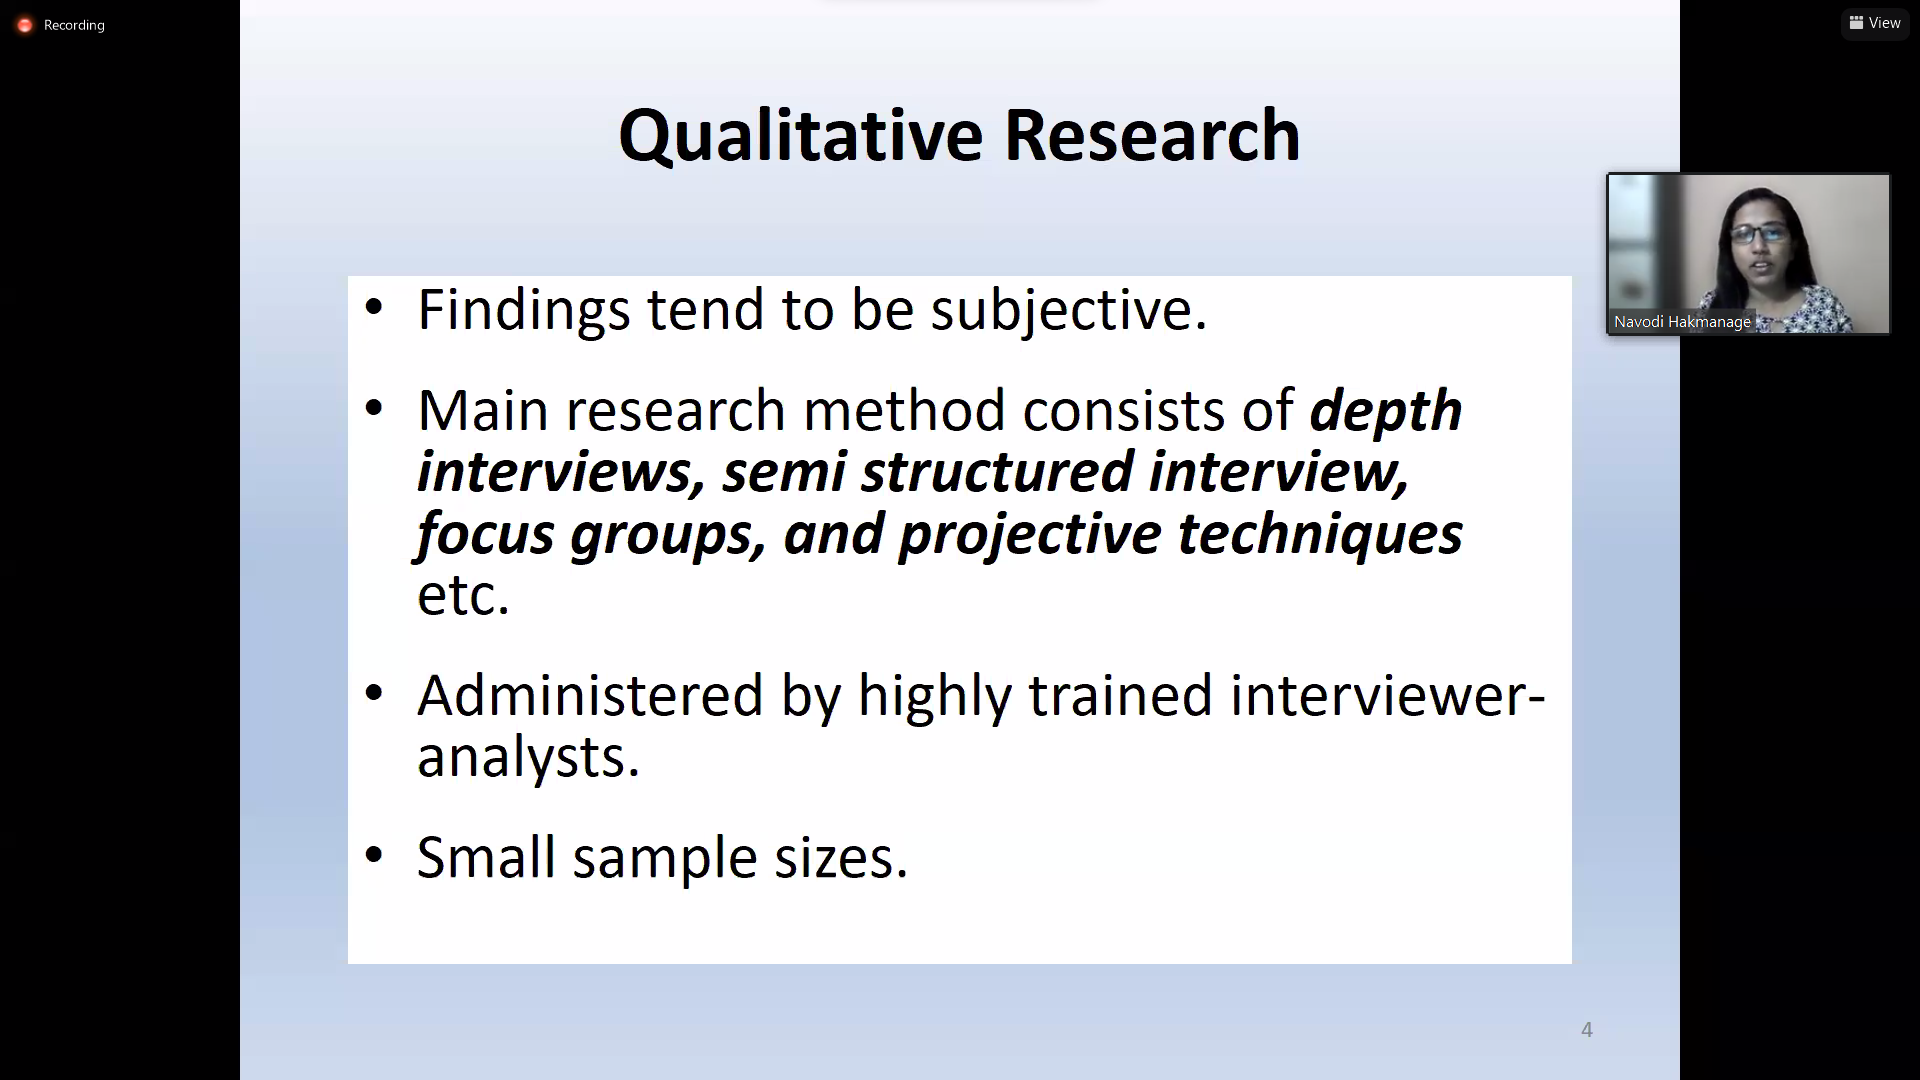 Recording
View
Qualitative Research
• Findings tend to be subjective.
• Main research method consists of depth
interviews, semi structured interview,
focus groups, and projective techniques
etc.
• Administered by highly trained interviewer-
analysts.
• Small sample sizes.
Navodi Hakmanage
4